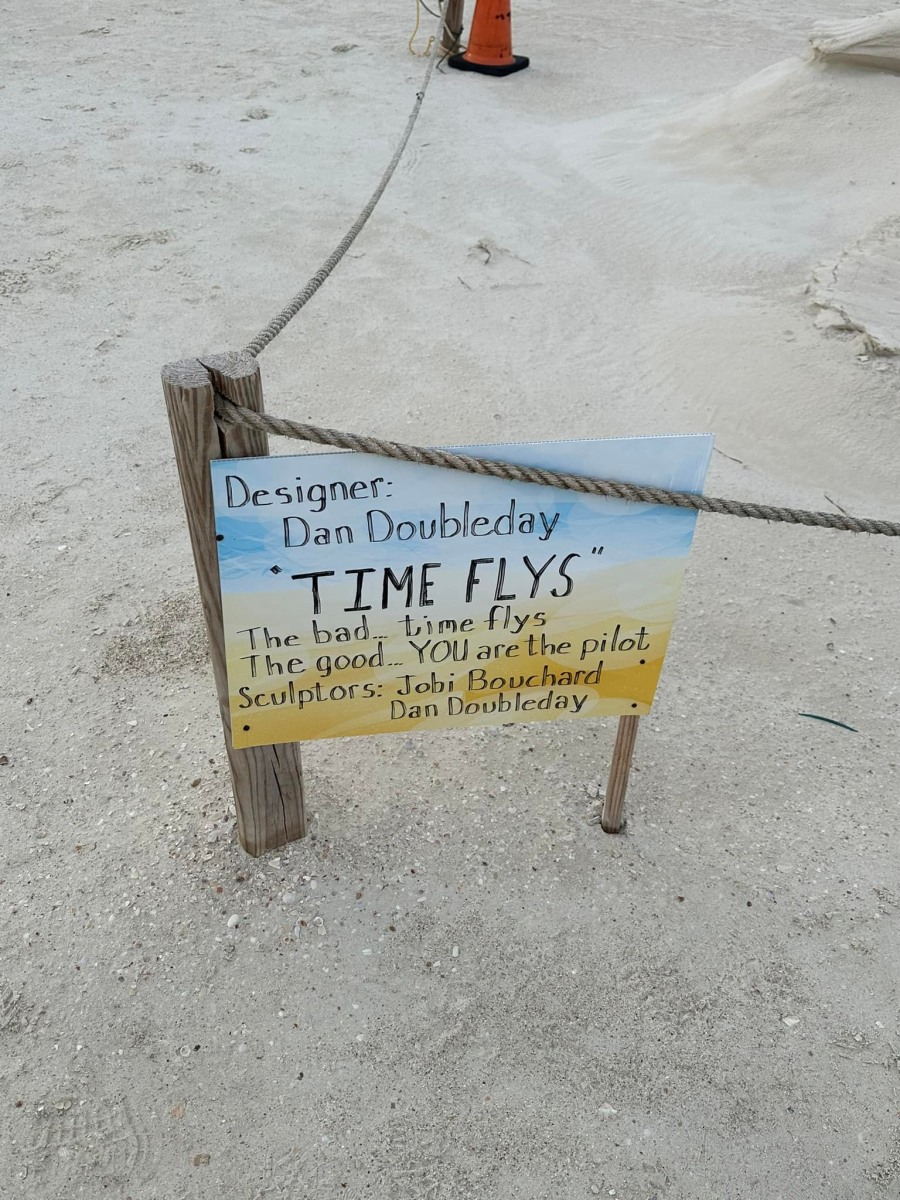 Designer:
Dan Doubleday
"TIME FLYS"
The bad... time flys
The good... YOU are the pilot
Sculptors: Jobi Bouchard
Dan Doubleday